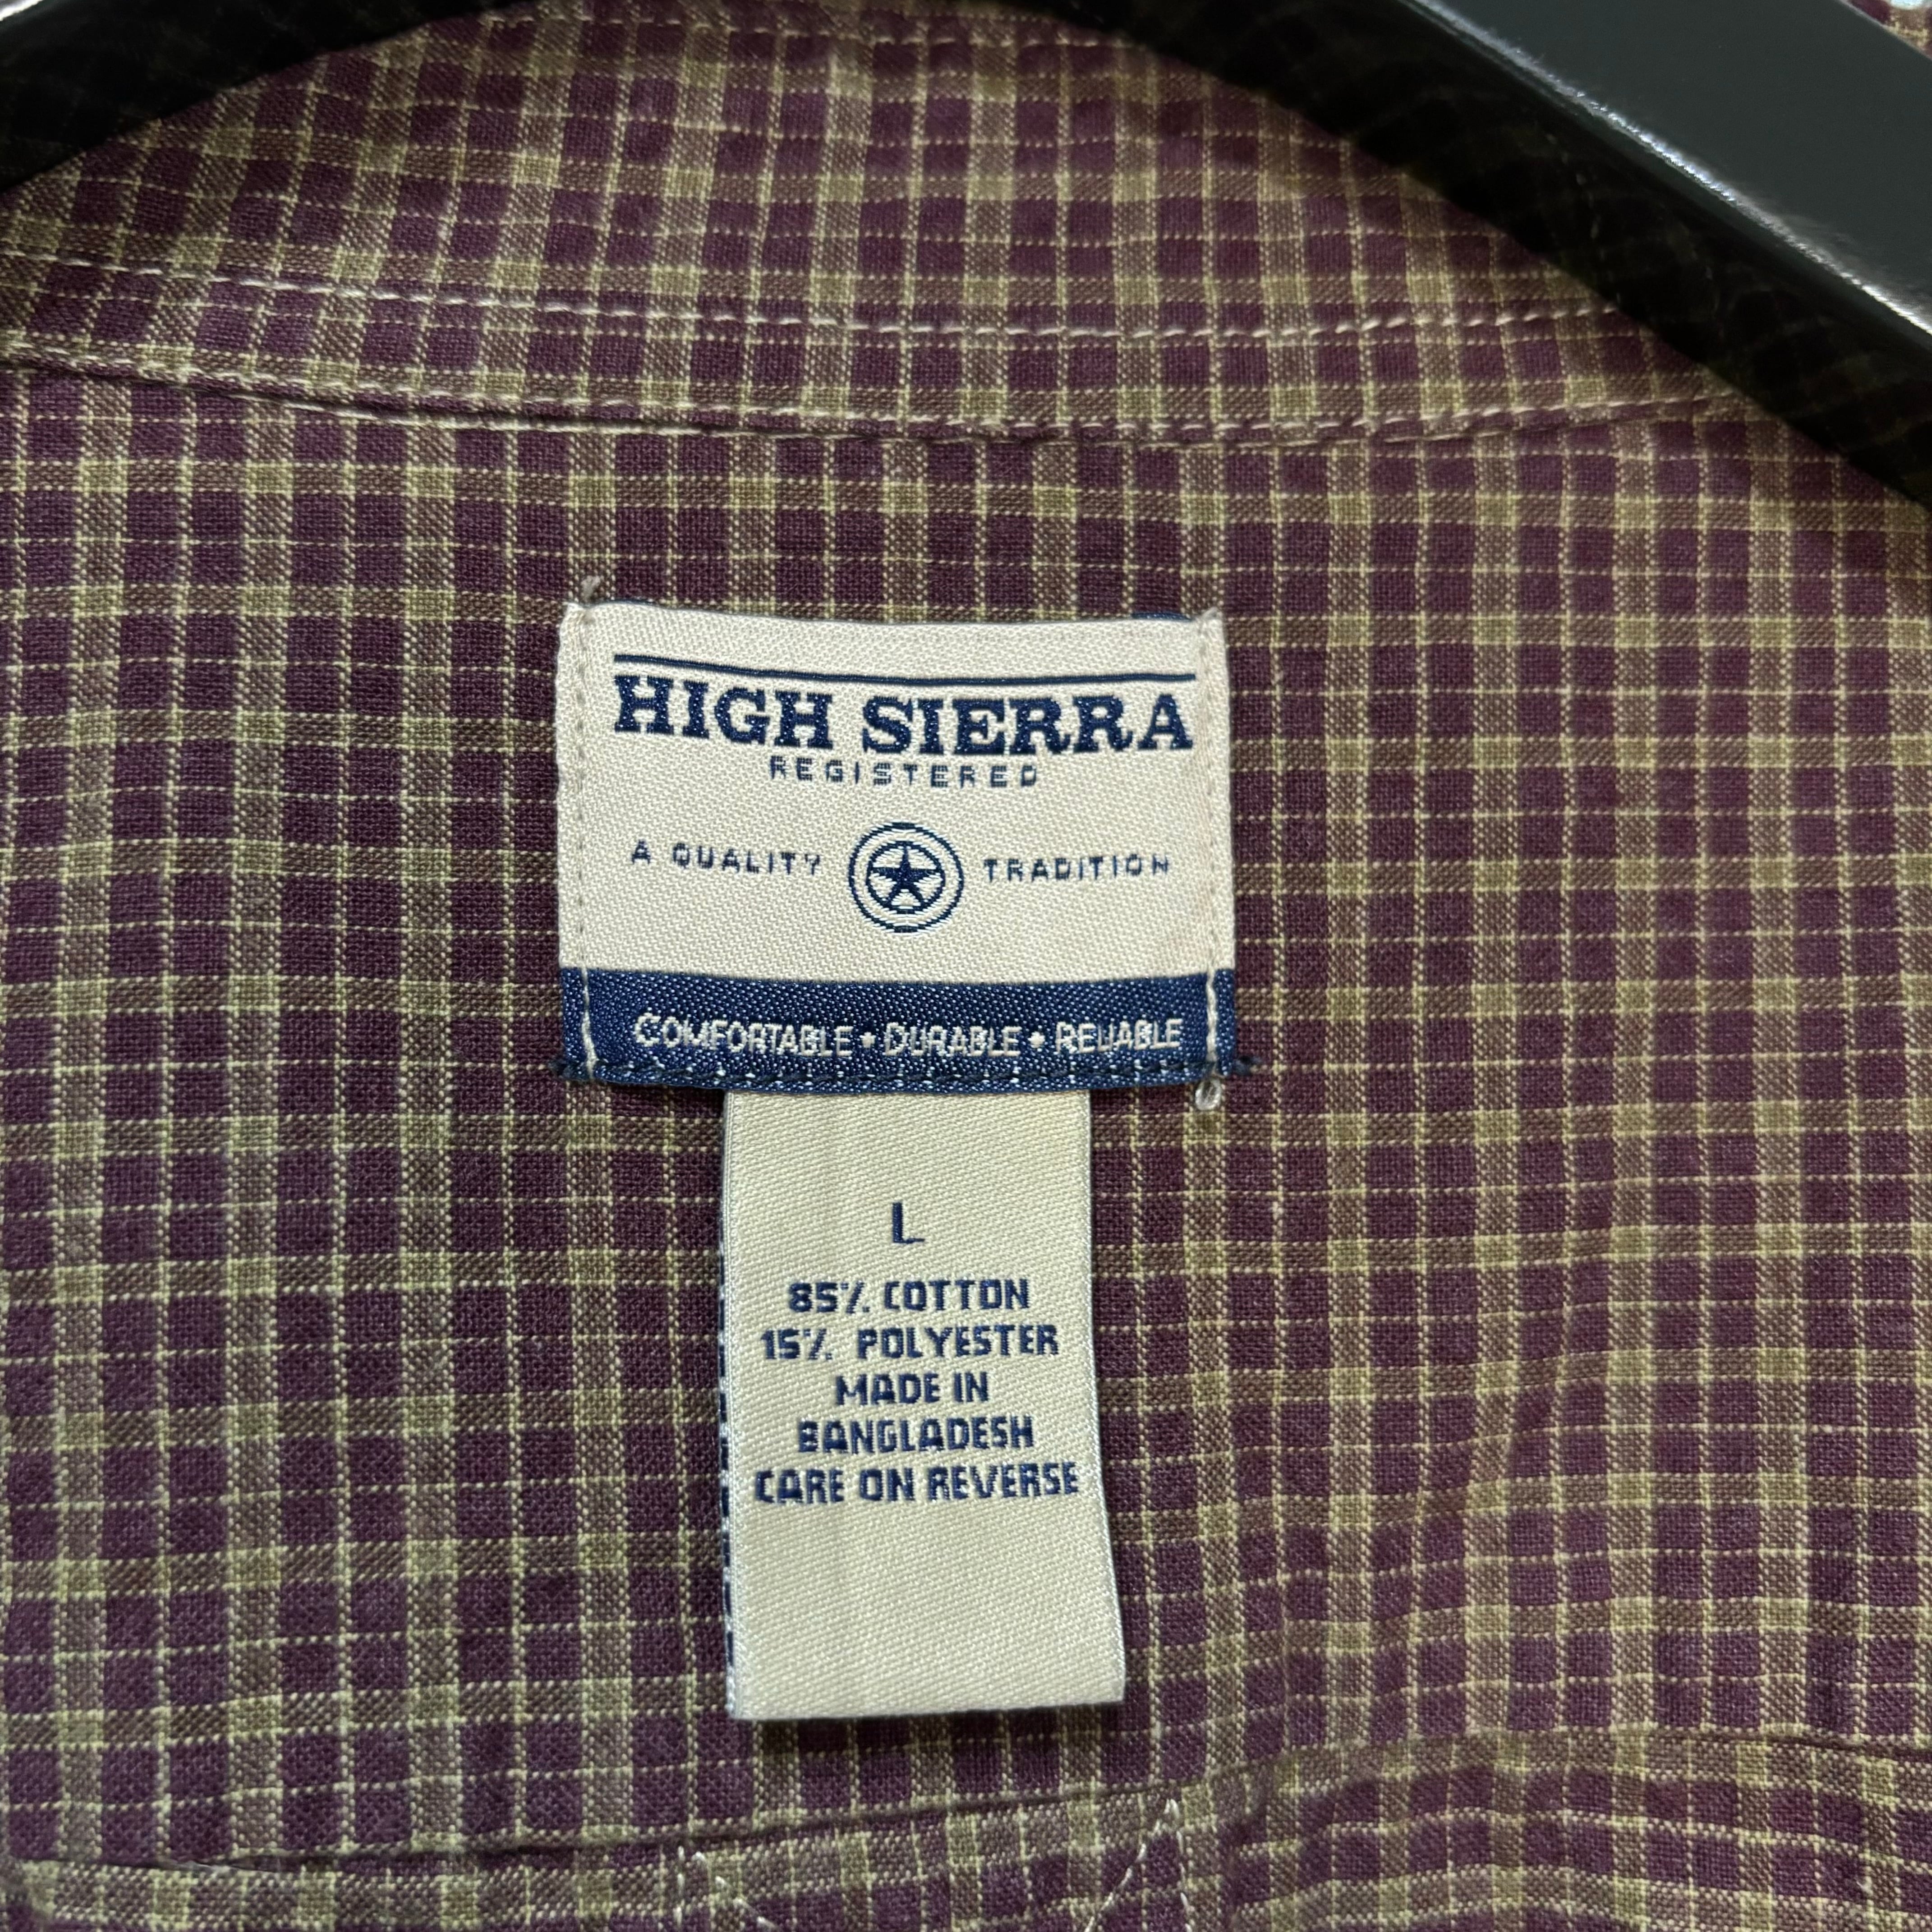 HIGH SIERRA
REGISTERED
A QUALITY TRADITION
COMFORTABLE • DURABLE • RELIABLE
L
85% COTTON
15% POLYESTER
MADE IN
BANGLADESH
CARE ON REVERSE